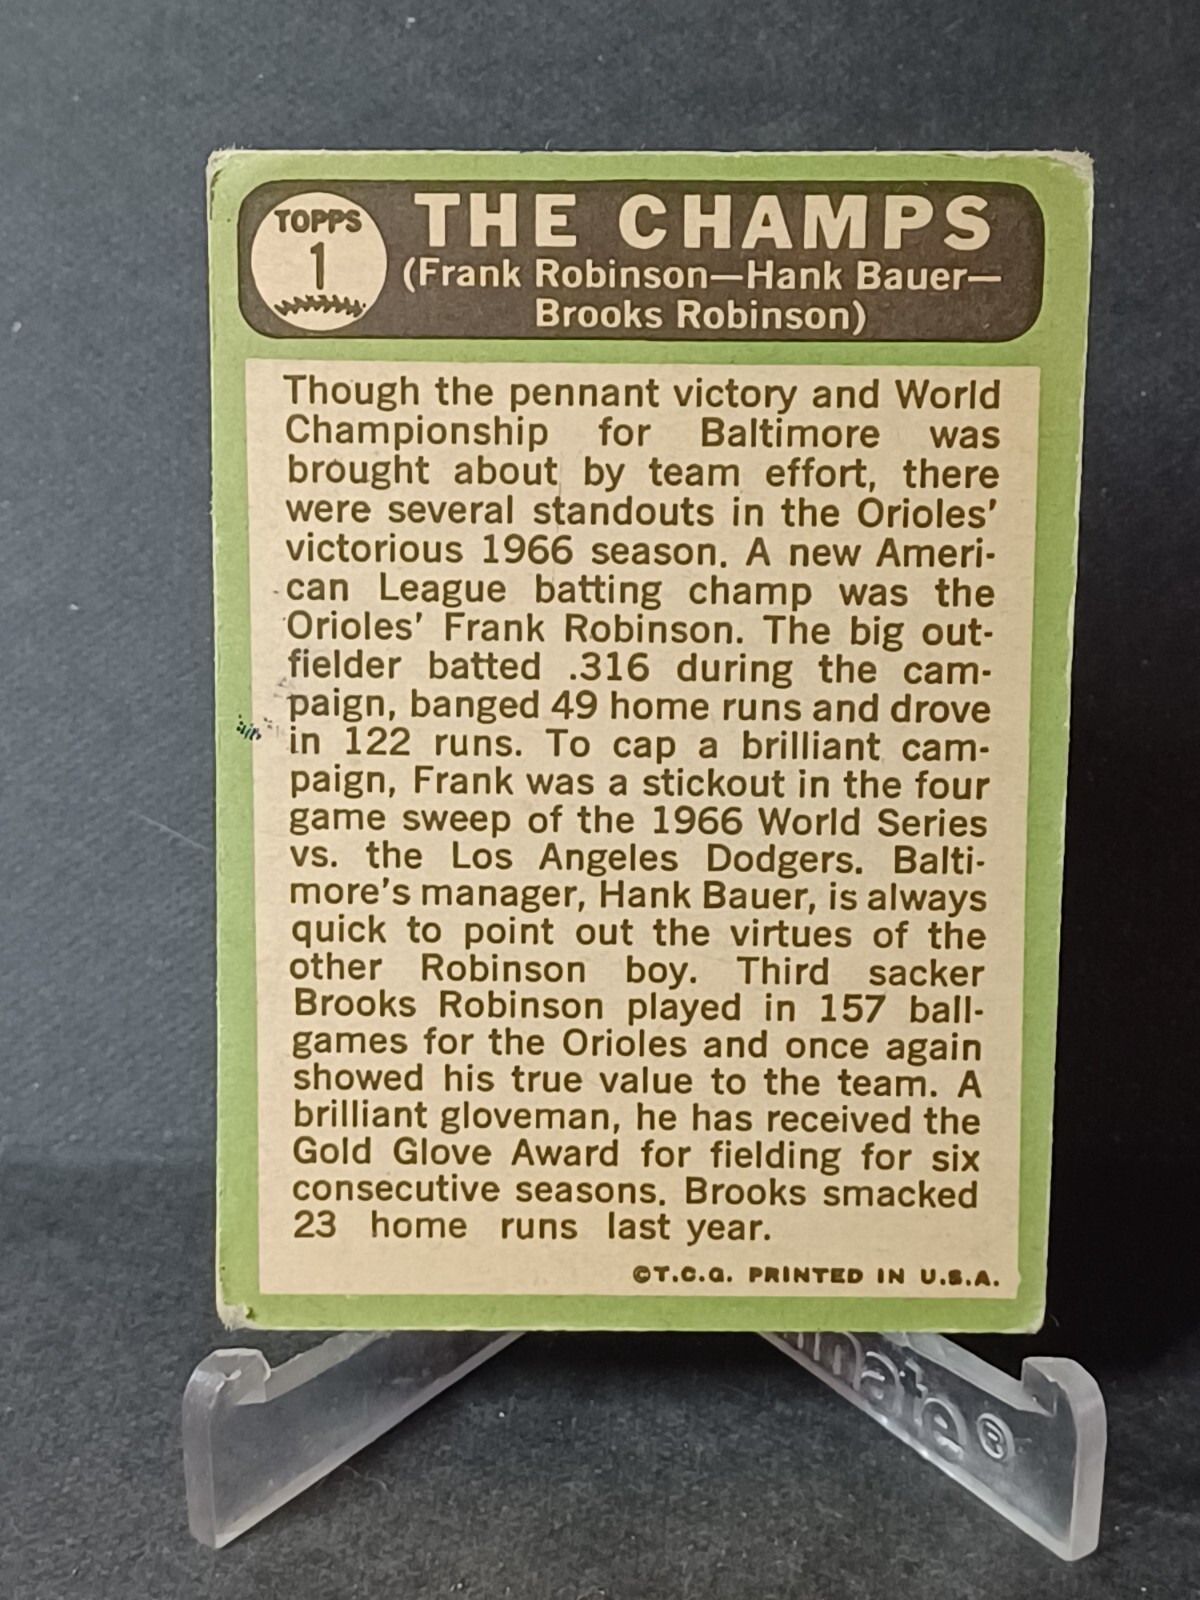 TOPPS
1
THE CHAMPS
(Frank Robinson—Hank Bauer—
Brooks Robinson)
Though the pennant victory and World
Championship for Baltimore was
brought about by team effort, there
were several standouts in the Orioles'
victorious 1966 season. A new Ameri-
can League batting champ was the
Orioles' Frank Robinson. The big out-
fielder batted .316 during the cam-
paign, banged 49 home runs and drove
in 122 runs. To cap a brilliant cam-
paign, Frank was a stickout in the four
game sweep of the 1966 World Series
vs. the Los Angeles Dodgers. Balti-
more's manager, Hank Bauer, is always
quick to point out the virtues of the
other Robinson boy. Third sacker
Brooks Robinson played in 157 ball-
games for the Orioles and once again
showed his true value to the team. A
brilliant gloveman, he has received the
Gold Glove Award for fielding for six
consecutive seasons. Brooks smacked
23 home runs last year.
©T.C.G. PRINTED IN U.S.A.